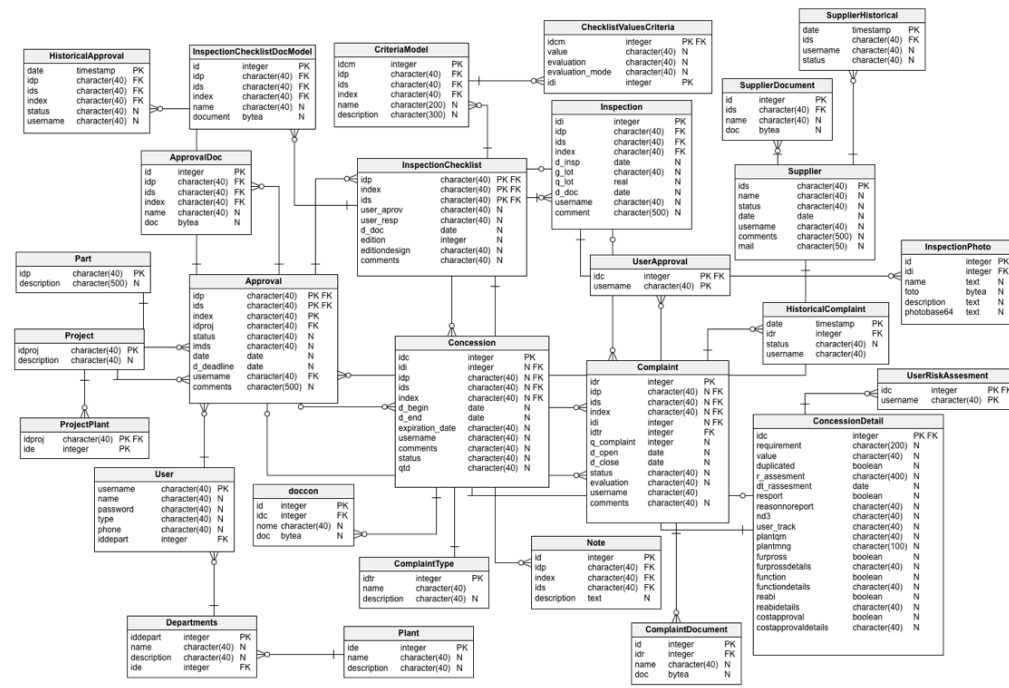 HistoricalApproval
date timestamp PK
idp character(40) FK
ids character(40) FK
index character(40) FK
status character(40) N
username character(40) N
InspectionChecklistDocModel
id integer PK
idp character(40) FK
ids character(40) FK
index character(40) FK
name character(40) N
document bytea N
CriteriaModel
idcm integer PK
idp character(40) FK
ids character(40) FK
index character(40) FK
name character(200) N
description character(300) N
ChecklistValuesCriteria
idcm integer PK FK
value character(40) N
evaluation character(40) N
evaluation_mode character(40) N
idi integer PK
SupplierHistorical
date timestamp PK
ids character(40) FK
username character(40) N
status character(40) N
SupplierDocument
id integer PK
ids character(40) FK
name character(40) N
doc bytea N
Inspection
idi integer PK
idp character(40) FK
ids character(40) FK
index character(40) FK
d_insp date N
g_lot character(40) N
q_lot real N
d_doc date N
username character(40) N
comment character(500) N
ApprovalDoc
id integer PK
idp character(40) FK
ids character(40) FK
index character(40) FK
name character(40) N
doc bytea N
InspectionChecklist
idp character(40) PK FK
index character(40) PK FK
ids character(40) PK FK
user_aprov character(40) N
user_resp character(40) N
d_doc date N
edition integer N
editiondesign character(40) N
comments character(40) N
Supplier
ids character(40) PK
name character(40) N
status character(40) N
date date N
username character(40) N
comments character(500) N
mail character(50) N
Part
idp character(40) PK
description character(500) N
Approval
idp character(40) PK FK
ids character(40) PK FK
index character(40) PK
idproj character(40) FK
status character(40) N
imds character(40) N
date date N
d_deadline date N
username character(40) FK
comments character(500) N
UserApproval
idc integer PK FK
username character(40) PK
InspectionPhoto
id integer PK
idi integer FK
name text N
foto bytea N
description text N
photobase64 text N
HistoricalComplaint
date timestamp PK
idr integer FK
status character(40) N
username character(40)
Project
idproj character(40) PK
description character(40) N
Concession
idc integer PK
idi integer N FK
idp character(40) N FK
ids character(40) N FK
index character(40) N FK
d_begin date N
d_end date N
expiration_date character(40) N
username character(40) N
comments character(40) N
status character(40) N
qtd character(40) N
Complaint
idr integer PK
idp character(40) N FK
ids character(40) N FK
index character(40) N FK
idi integer N FK
idtr integer FK
q_complaint integer N
d_open date N
d_close date N
status character(40) N
evaluation character(40) N
username character(40)
comments character(40) N
UserRiskAssesment
idc integer PK FK
username character(40) PK
ProjectPlant
idproj character(40) PK FK
ide integer PK
ConcessionDetail
idc integer PK FK
requirement character(200) N
value character(40) N
duplicated boolean N
r_assesment character(400) N
dt_rassesment date N
resport boolean N
reasonnoreport character(40) N
nd3 character(40) N
user_track character(40) N
plantqm character(40) N
plantmng character(100) N
furpross boolean N
furprossdetails character(40) N
function boolean N
functiondetails character(40) N
reabi boolean N
reabidetails character(40) N
costapproval boolean N
costapprovaldetails character(40) N
User
username character(40) PK
name character(40) N
password character(40) N
type character(40) N
phone character(40) N
iddepart integer FK
doccon
id integer PK
idc integer FK
nome character(40) N
doc bytea N
ComplaintType
idtr integer PK
name character(40)
description character(40) N
Note
id integer PK
idp character(40) FK
index character(40) FK
ids character(40) FK
description text N
Departments
iddepart integer PK
name character(40) N
description character(40) N
ide integer FK
Plant
ide integer PK
name character(40) N
description character(40) N
ComplaintDocument
id integer PK
idr integer FK
name character(40) N
doc bytea N